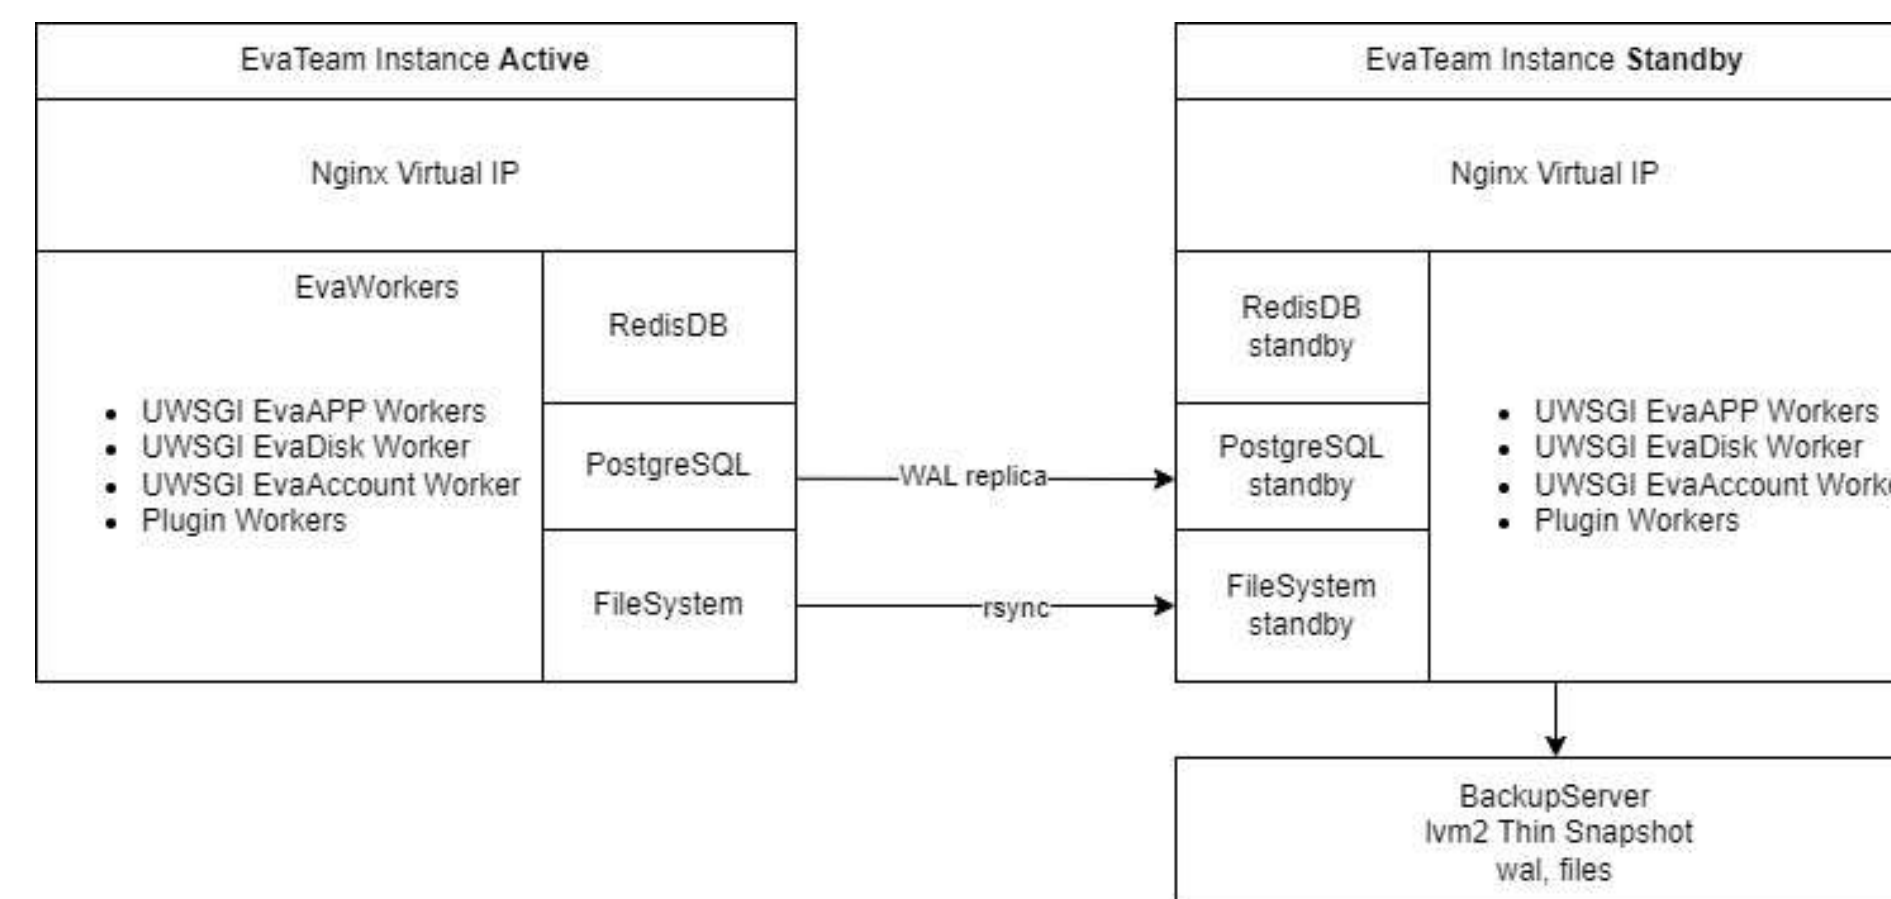 EvaTeam Instance Active
Nginx Virtual IP
EvaWorkers
UWSGI EvaAPP Workers
UWSGI EvaDisk Worker
UWSGI EvaAccount Worker
Plugin Workers
RedisDB
PostgreSQL
FileSystem
WAL replica
rsync
EvaTeam Instance Standby
Nginx Virtual IP
RedisDB
standby
PostgreSQL
standby
FileSystem
standby
UWSGI EvaAPP Workers
UWSGI EvaDisk Worker
UWSGI EvaAccount
Plugin Workers
BackupServer
lvm2 Thin Snapshot
wal, files